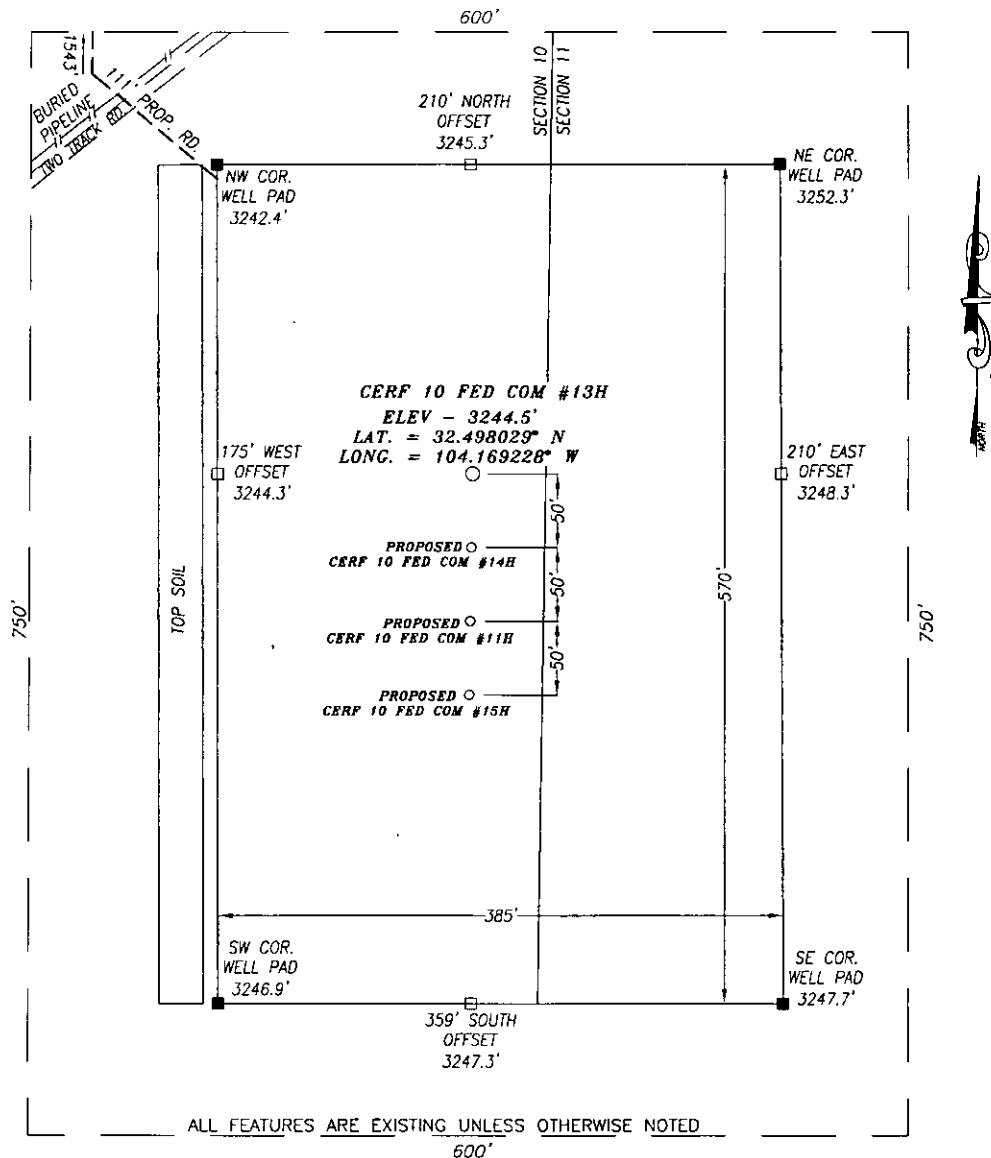 600'
1543'
111'
PROP. RD.
BURIED
PIPELINE
TWO TRACK RD.
SECTION 10
SECTION 11
210' NORTH
OFFSET
3245.3'
NW COR.
WELL PAD
3242.4'
NE COR.
WELL PAD
3252.3'
NORTH
CERF 10 FED COM #13H
ELEV - 3244.5'
LAT. = 32.498029° N
LONG. = 104.169228° W
175' WEST
OFFSET
3244.3'
210' EAST
OFFSET
3248.3'
50'
PROPOSED
CERF 10 FED COM #14H
50'
PROPOSED
CERF 10 FED COM #11H
50'
PROPOSED
CERF 10 FED COM #15H
TOP SOIL
570'
750'
750'
385'
SW COR.
WELL PAD
3246.9'
SE COR.
WELL PAD
3247.7'
359' SOUTH
OFFSET
3247.3'
ALL FEATURES ARE EXISTING UNLESS OTHERWISE NOTED
600'